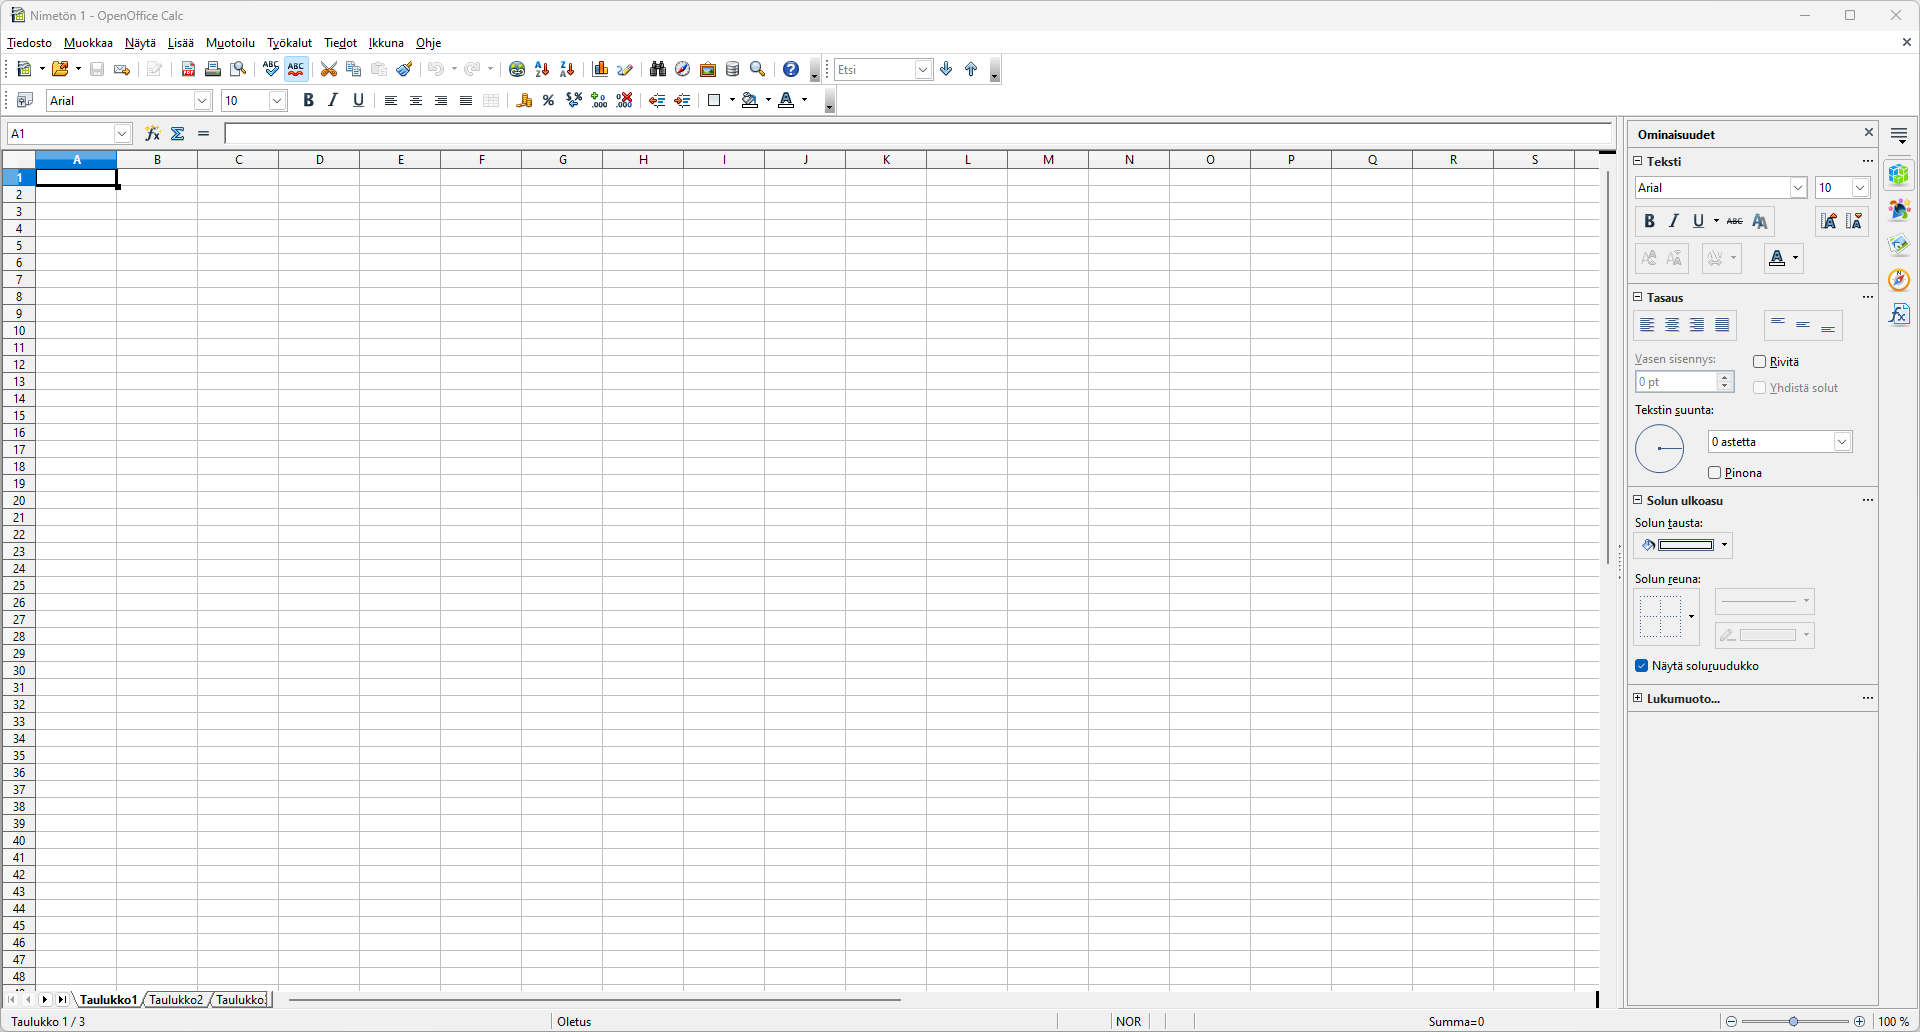 Nimetön 1 - OpenOffice Calc
Tiedosto Muokkaa Näytä Lisää Muotoilu Työkalut Tiedot Ikkuna Ohje
Etsi
Arial 10
A1
A B C D E F G H I J K L M N O P Q R S
1
2
3
4
5
6
7
8
9
10
11
12
13
14
15
16
17
18
19
20
21
22
23
24
25
26
27
28
29
30
31
32
33
34
35
36
37
38
39
40
41
42
43
44
45
46
47
48
Taulukko1 Taulukko2 Taulukko
Taulukko 1 / 3 Oletus NOR Summa=0 100 %
Ominaisuudet
Teksti
Arial 10
Tasaus
Vasen sisennys:
Rivitä
0 pt
Yhdistä solut
Tekstin suunta:
0 astetta
Pinona
Solun ulkoasu
Solun tausta:
Solun reuna:
Näytä soluruudukko
Lukumuoto...